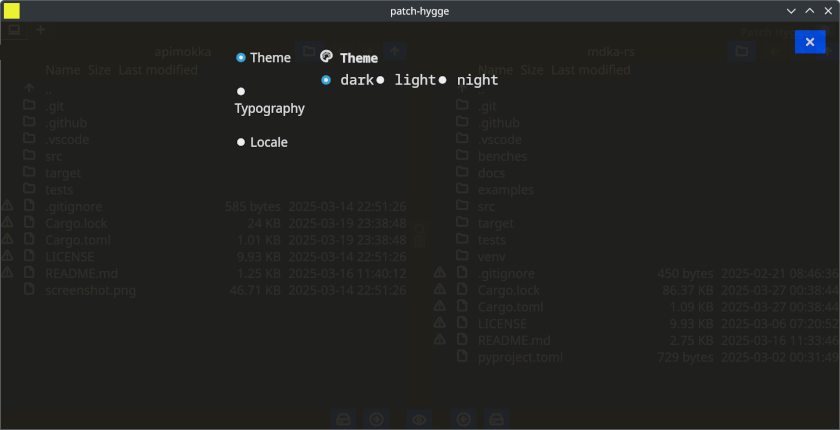 patch-hygge
Patch Hygge
apimokka
mdka-rs
Theme
Typography
Locale
Theme
dark light night
Name Size Last modified
..
.git
.github
.vscode
src
target
tests
.gitignore 585 bytes 2025-03-14 22:51:26
Cargo.lock 24 KB 2025-03-19 23:38:48
Cargo.toml 1.01 KB 2025-03-19 23:38:48
LICENSE 9.93 KB 2025-03-14 22:51:26
README.md 1.25 KB 2025-03-16 11:40:12
screenshot.png 46.71 KB 2025-03-14 22:51:26
Name Size Last modified
..
.git
.github
.vscode
benches
docs
examples
src
target
tests
venv
.gitignore 450 bytes 2025-02-21 08:46:36
Cargo.lock 86.37 KB 2025-03-27 00:38:44
Cargo.toml 1.09 KB 2025-03-27 00:38:44
LICENSE 9.93 KB 2025-03-06 07:20:52
README.md 2.75 KB 2025-03-16 11:33:46
pyproject.toml 729 bytes 2025-03-02 00:31:49